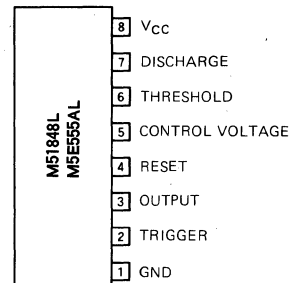 8 VCC
7 DISCHARGE
6 THRESHOLD
5 CONTROL VOLTAGE
4 RESET
3 OUTPUT
2 TRIGGER
1 GND
M51848L
M5E555AL